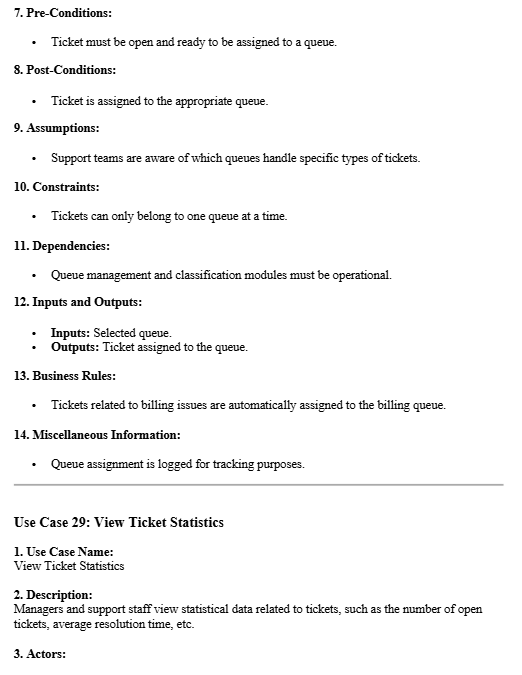 7. Pre-Conditions:
• Ticket must be open and ready to be assigned to a queue.
8. Post-Conditions:
• Ticket is assigned to the appropriate queue.
9. Assumptions:
• Support teams are aware of which queues handle specific types of tickets.
10. Constraints:
• Tickets can only belong to one queue at a time.
11. Dependencies:
• Queue management and classification modules must be operational.
12. Inputs and Outputs:
• Inputs: Selected queue.
• Outputs: Ticket assigned to the queue.
13. Business Rules:
• Tickets related to billing issues are automatically assigned to the billing queue.
14. Miscellaneous Information:
• Queue assignment is logged for tracking purposes.
Use Case 29: View Ticket Statistics
1. Use Case Name:
View Ticket Statistics
2. Description:
Managers and support staff view statistical data related to tickets, such as the number of open
tickets, average resolution time, etc.
3. Actors: